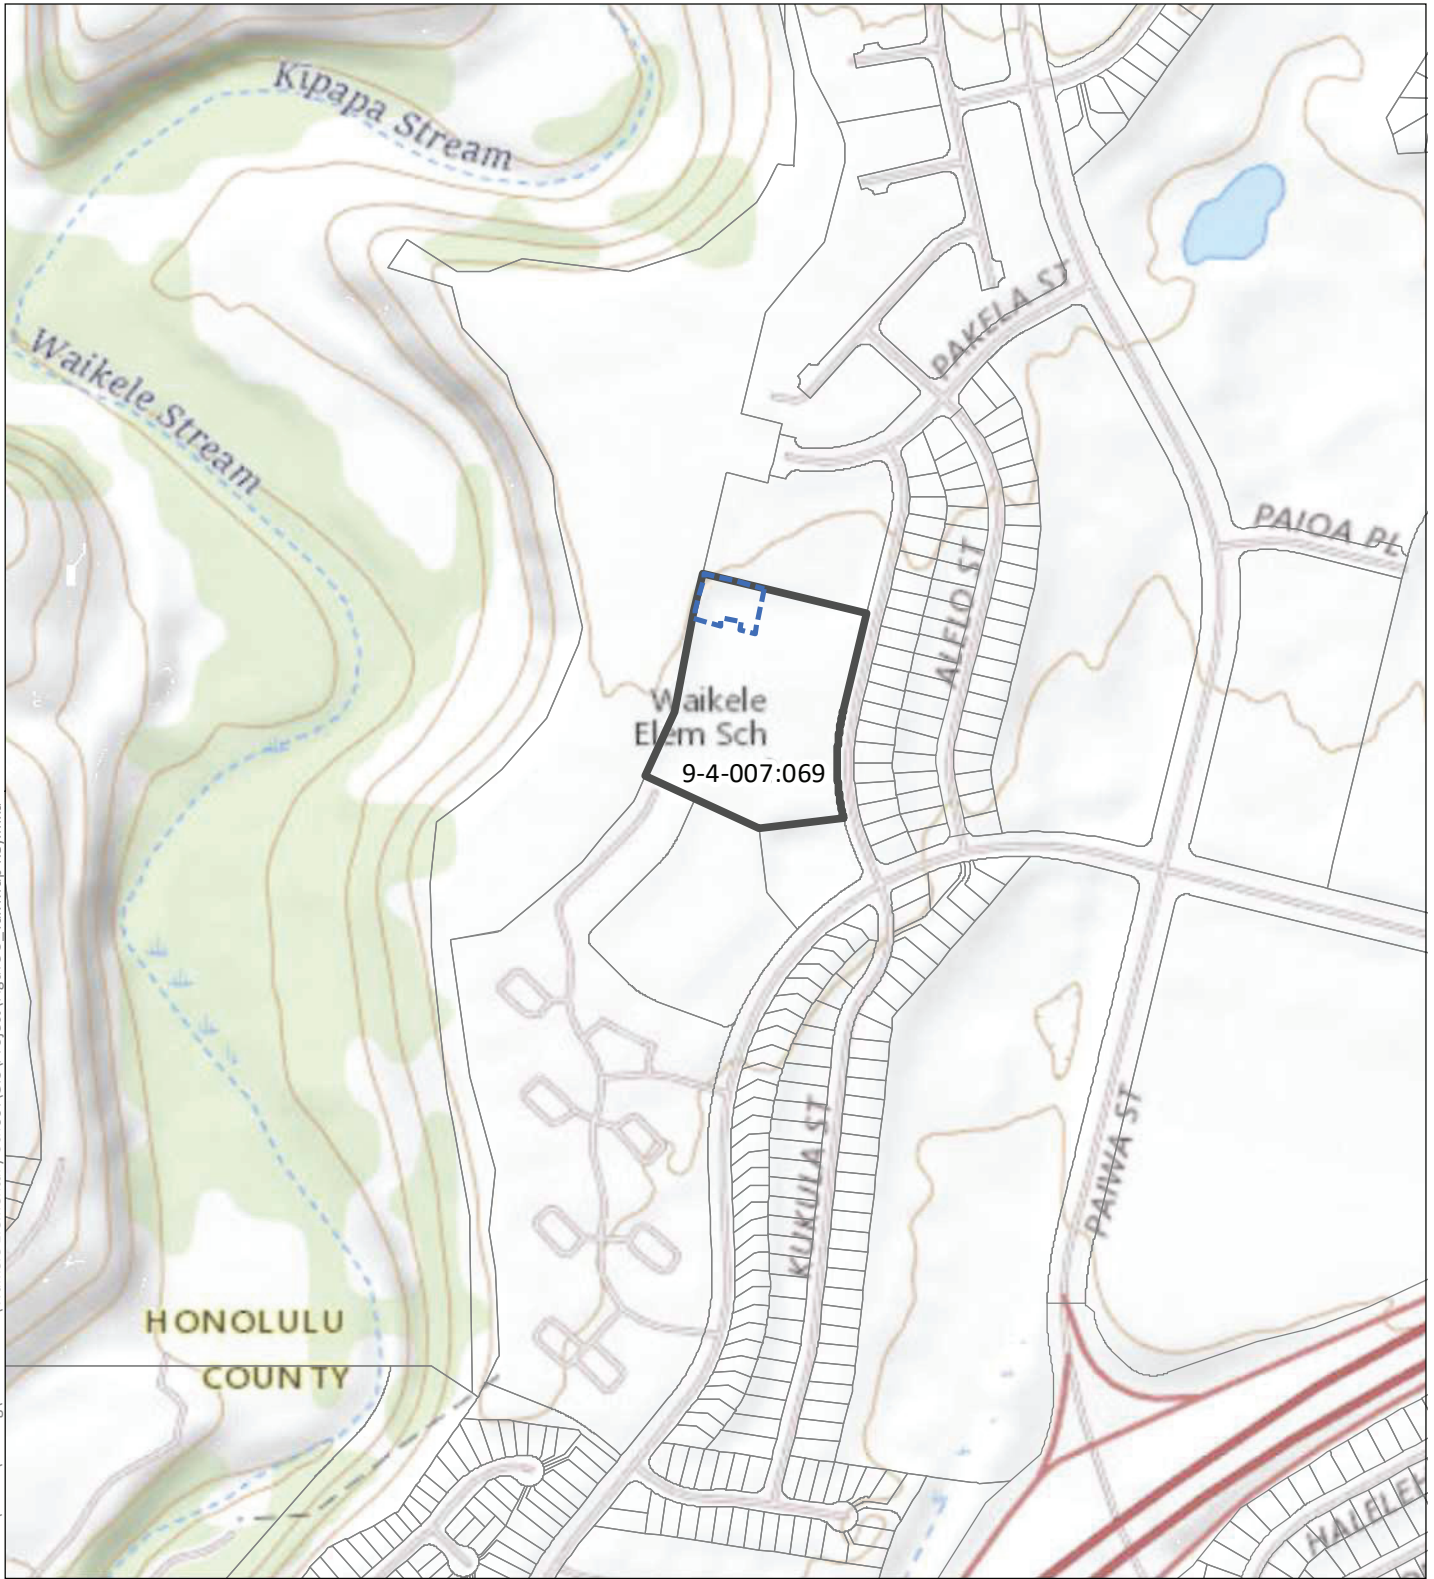 Kipapa Stream
Waikele Stream
PAKELA ST
PAIOA PL
ALEIO ST
Waikele
Elem Sch
9-4-007:069
PAIWA ST
KUKULA ST
HONOLULU
COUNTY